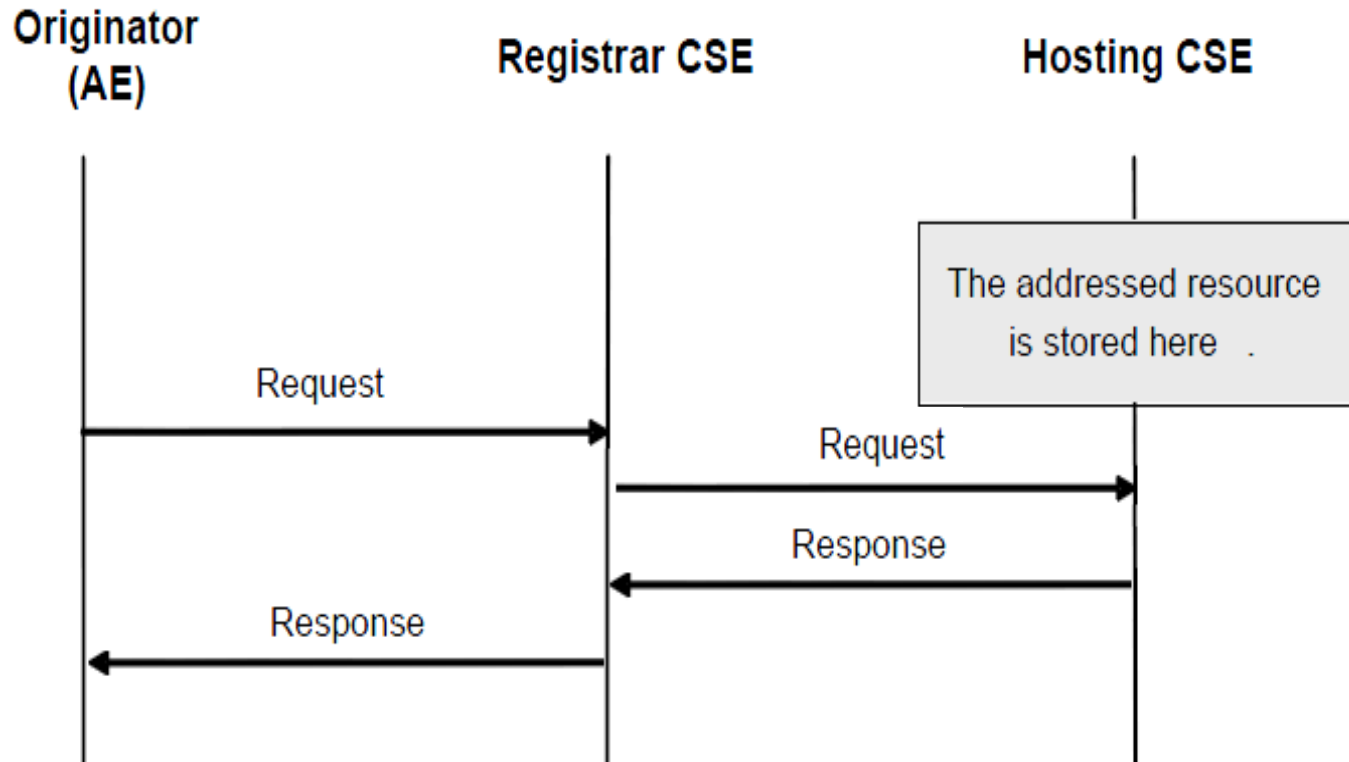 Originator
(AE)
Registrar CSE
Hosting CSE
The addressed resource
is stored here .
Request
Request
Response
Response